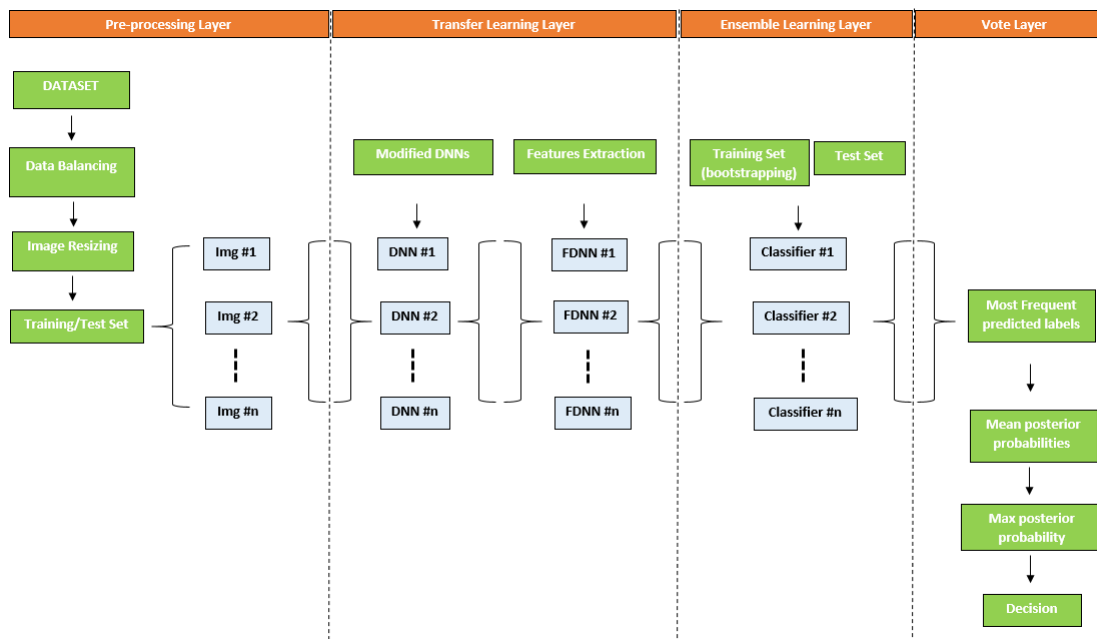 Pre-processing Layer
Transfer Learning Layer
Ensemble Learning Layer
Vote Layer
DATASET
Data Balancing
Image Resizing
Training/Test Set
Img #1
Img #2
Img #n
Modified DNNs
DNN #1
DNN #2
DNN #n
Features Extraction
FDNN #1
FDNN #2
FDNN #n
Training Set
(bootstrapping)
Test Set
Classifier #1
Classifier #2
Classifier #n
Most Frequent
predicted labels
Mean posterior
probabilities
Max posterior
probability
Decision